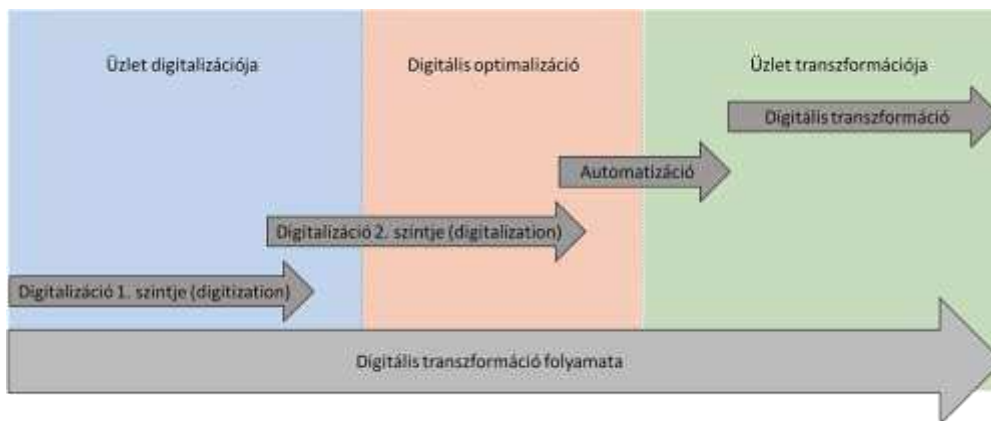 Üzlet digitalizációja
Digitális optimalizáció
Üzlet transzformációja
Digitális transzformáció
Automatizáció
Digitalizáció 2. szintje (digitalization)
Digitalizáció 1. szintje (digitization)
Digitális transzformáció folyamata